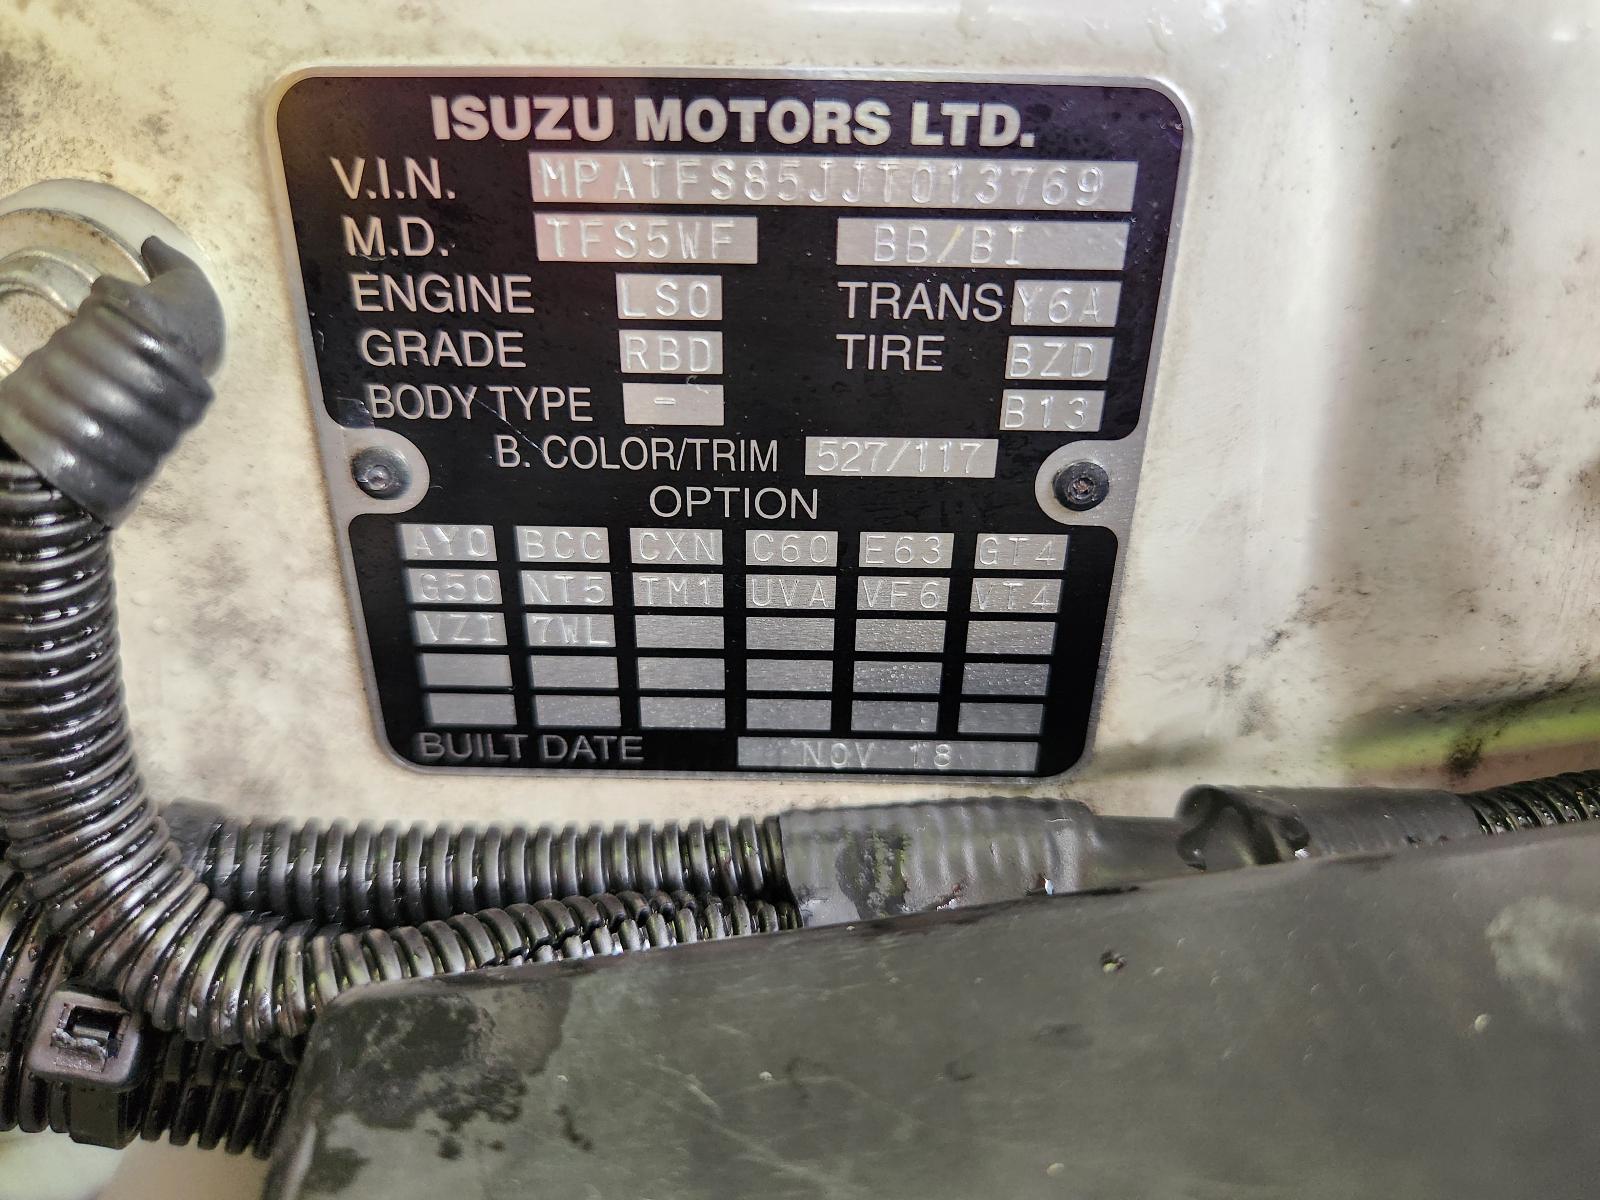 ISUZU MOTORS LTD.
V.I.N. MPATFS85JJT013769
M.D. TFS5WF BB/BI
ENGINE LS0 TRANS Y6A
GRADE RBD TIRE BZD
BODY TYPE - B13
B. COLOR/TRIM 527/117
OPTION
AY0 BCC CXN C60 E63 GT4
G50 NT5 TM1 UVA VF6 VT4
VZI 7WL
BUILT DATE NOV 18